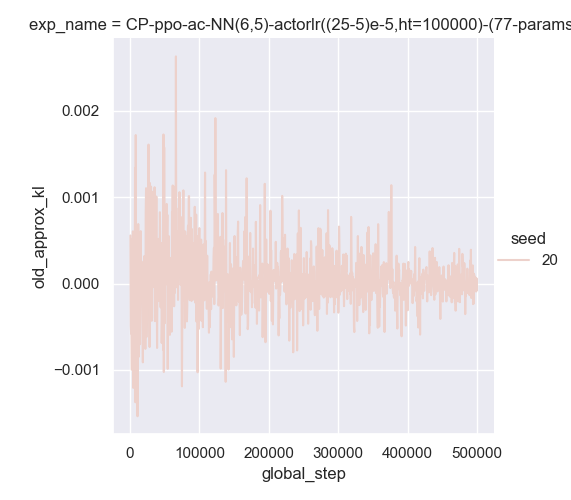 exp_name = CP-ppo-ac-NN(6,5)-actorlr((25-5)e-5,ht=100000)-(77-params
old_approx_kl
0.002
0.001
0.000
−0.001
0
100000
200000
300000
400000
500000
global_step
seed
20